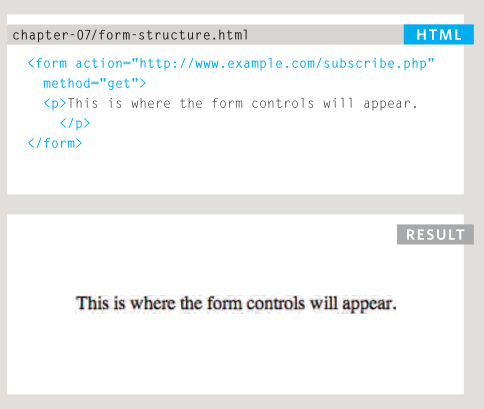 chapter-07/form-structure.html HTML
<form action="http://www.example.com/subscribe.php"
method="get">
<p>This is where the form controls will appear.
</p>
</form>
RESULT
This is where the form controls will appear.